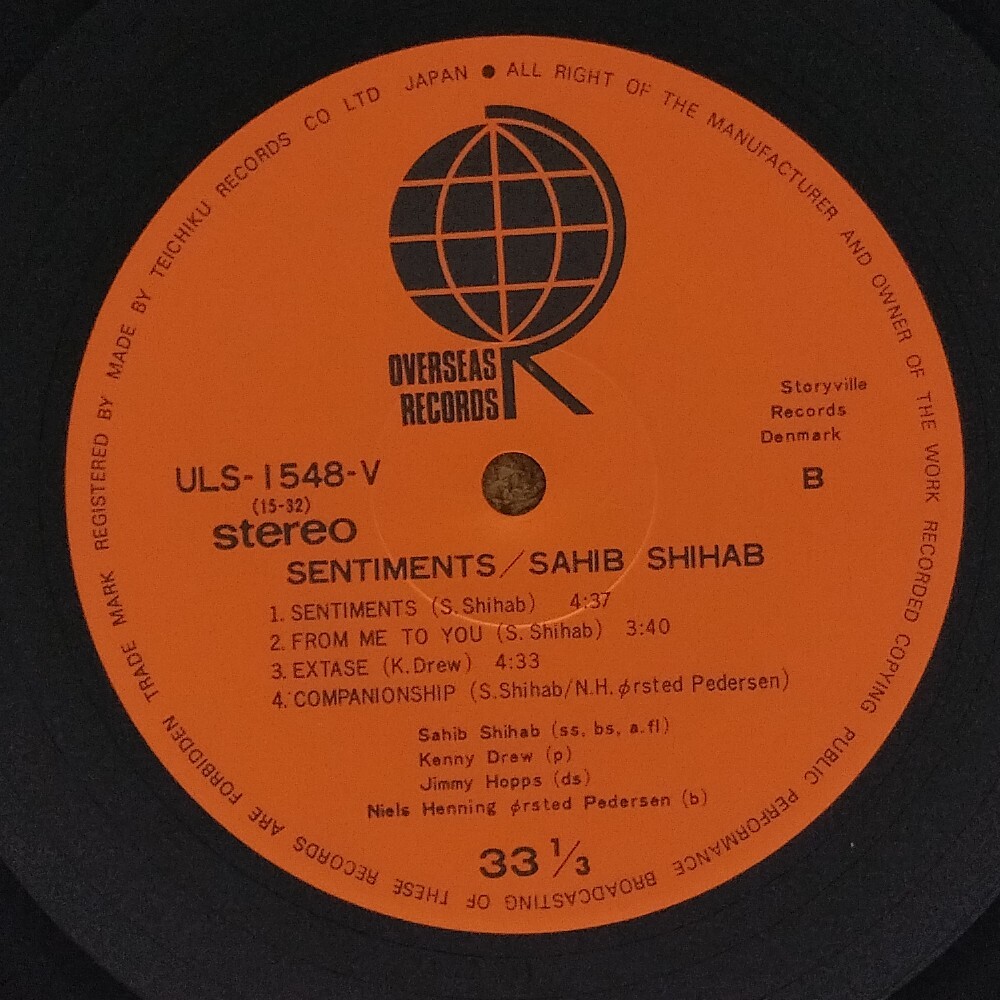 TRADE MARK REGISTERED BY MADE BY TEICHIKU RECORDS CO LTD JAPAN ● ALL RIGHT OF THE MANUFACTURER AND OWNER OF THE WORK RECORDED COPYING PUBLIC PERFORMANCE BROADCASTING OF THESE RECORDS ARE FORBIDDEN
OVERSEAS
RECORDS
R
Storyville
Records
Denmark
ULS-1548-V
B
(15-32)
stereo
SENTIMENTS/SAHIB SHIHAB
1. SENTIMENTS (S. Shihab) 4:37
2. FROM ME TO YOU (S. Shihab) 3:40
3. EXTASE (K. Drew) 4:33
4. COMPANIONSHIP (S.Shihab/N.H. ørsted Pedersen)
Sahib Shihab (ss, bs, a.fl)
Kenny Drew (p)
Jimmy Hopps (ds)
Niels Henning ørsted Pedersen (b)
33 1/3